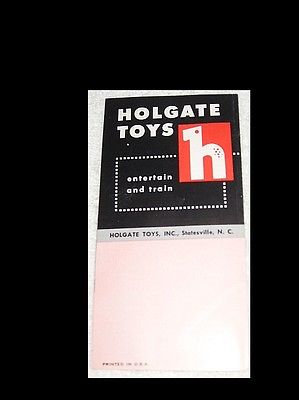 HOLGATE
TOYS
h
entertain
and train
HOLGATE TOYS, INC., Statesville, N. C.
PRINTED IN U.S.A.